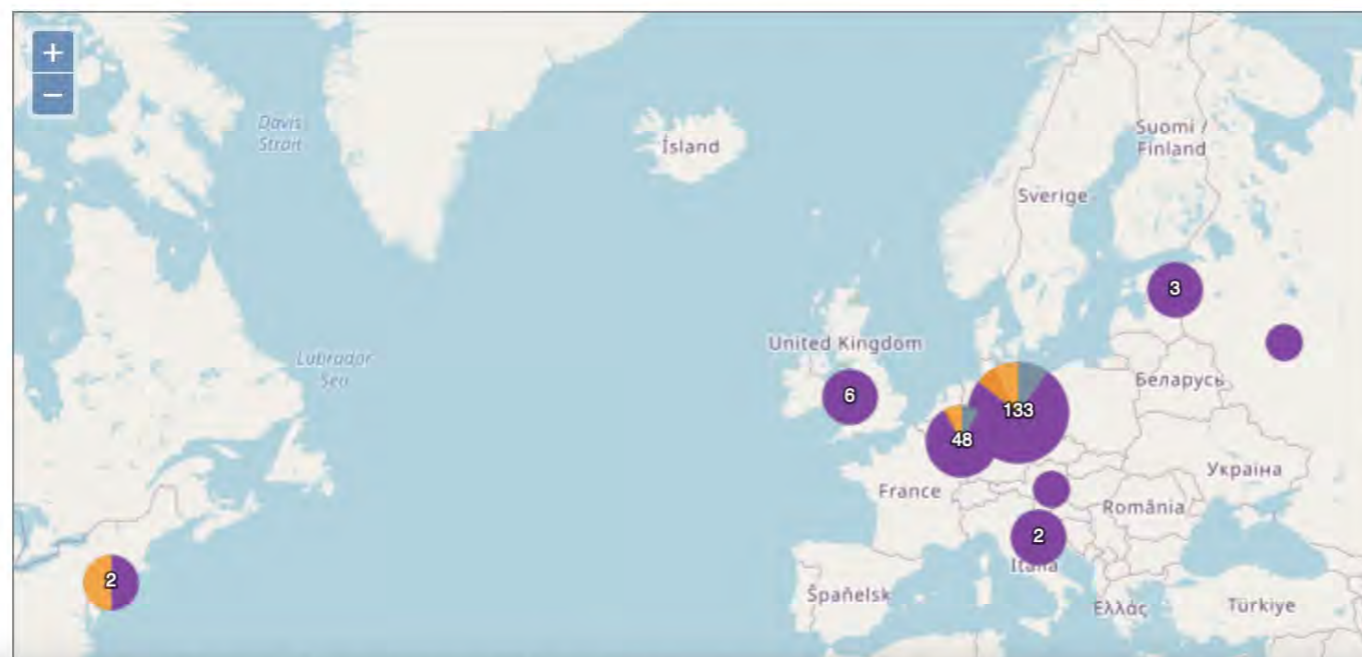 +
−
Davis
Strait
Ísland
Suomi /
Finland
Sverige
3
Labrador
Sea
United Kingdom
Беларусь
6
133
48
Україна
France
România
2
Italia
2
Španělsk
Ελλάς
Türkiye